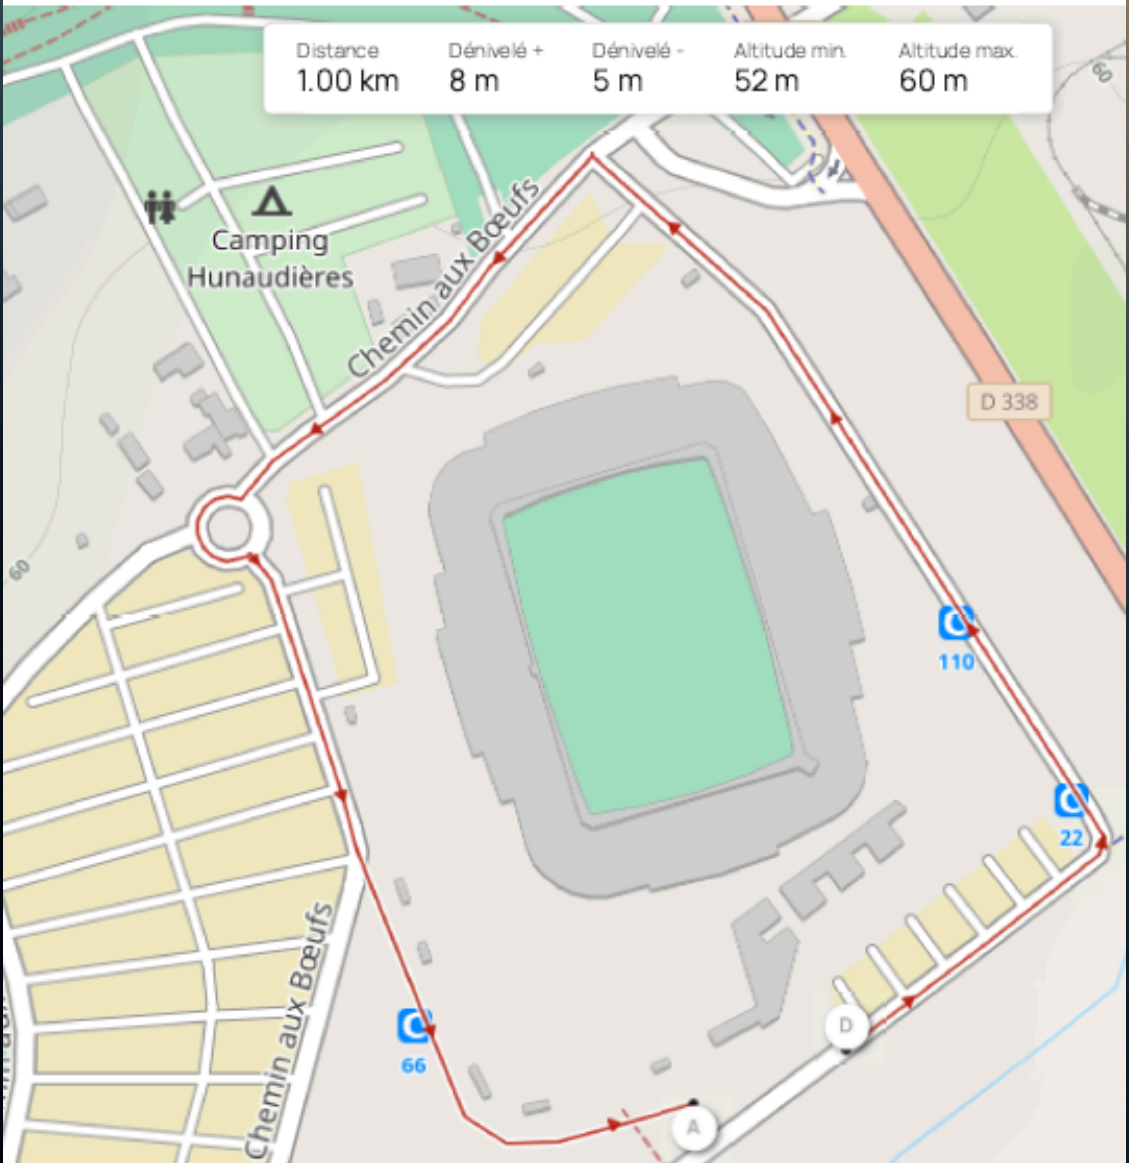 Distance
1.00 km
Dénivelé +
8 m
Dénivelé -
5 m
Altitude min.
52 m
Altitude max.
60 m
60
Camping
Hunaudières
Chemin aux Bœufs
D 338
60
110
22
Chemin aux Bœufs
66
D
A